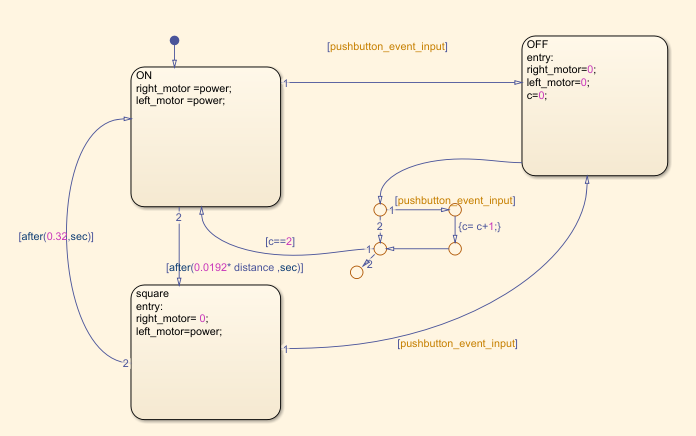 [pushbutton_event_input]
OFF
entry:
right_motor=0;
left_motor=0;
c=0;
ON
right_motor =power;
left_motor =power;
1
[pushbutton_event_input]
1
2
{c= c+1;}
2
[c==2]
1
2
[after(0.32,sec)]
[after(0.0192* distance ,sec)]
square
entry:
right_motor= 0;
left_motor=power;
1
2
[pushbutton_event_input]